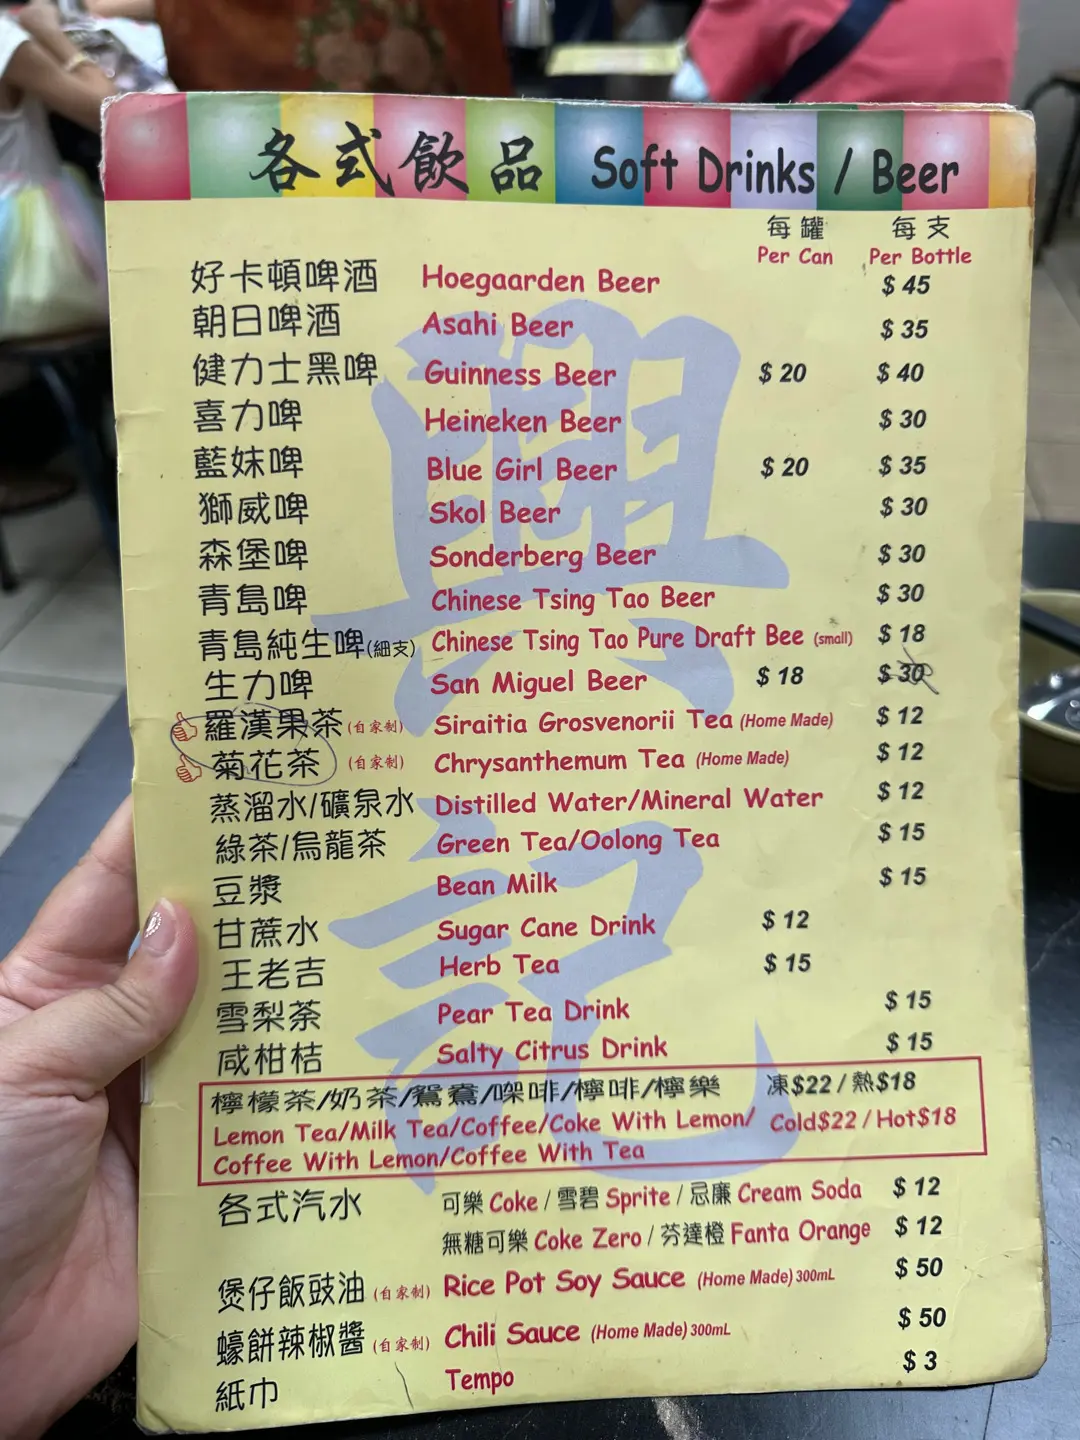 各式飲品 Soft Drinks / Beer
每罐 每支
Per Can Per Bottle
好卡頓啤酒 Hoegaarden Beer $ 45
朝日啤酒 Asahi Beer $ 35
健力士黑啤 Guinness Beer $ 20 $ 40
喜力啤 Heineken Beer $ 30
藍妹啤 Blue Girl Beer $ 20 $ 35
獅威啤 Skol Beer $ 30
森堡啤 Sonderberg Beer $ 30
青島啤 Chinese Tsing Tao Beer $ 30
青島純生啤(細支) Chinese Tsing Tao Pure Draft Bee (small) $ 18
生力啤 San Miguel Beer $ 18 $ 30
羅漢果茶(自家制) Siraitia Grosvenorii Tea (Home Made) $ 12
菊花茶 (自家制) Chrysanthemum Tea (Home Made) $ 12
蒸溜水/礦泉水 Distilled Water/Mineral Water $ 12
綠茶/烏龍茶 Green Tea/Oolong Tea $ 15
豆漿 Bean Milk $ 15
甘蔗水 Sugar Cane Drink $ 12
王老吉 Herb Tea $ 15
雪梨茶 Pear Tea Drink $ 15
咸柑桔 Salty Citrus Drink $ 15
檸檬茶/奶茶/鴛鴦/㗎啡/檸啡/檸樂 凍$22 / 熱$18
Lemon Tea/Milk Tea/Coffee/Coke With Lemon/ Cold$22 / Hot$18
Coffee With Lemon/Coffee With Tea
各式汽水 可樂 Coke / 雪碧 Sprite / 忌廉 Cream Soda $ 12
無糖可樂 Coke Zero / 芬達橙 Fanta Orange $ 12
煲仔飯豉油 (自家制) Rice Pot Soy Sauce (Home Made) 300mL $ 50
蠔餅辣椒醬 (自家制) Chili Sauce (Home Made) 300mL $ 50
紙巾 Tempo $ 3
興記